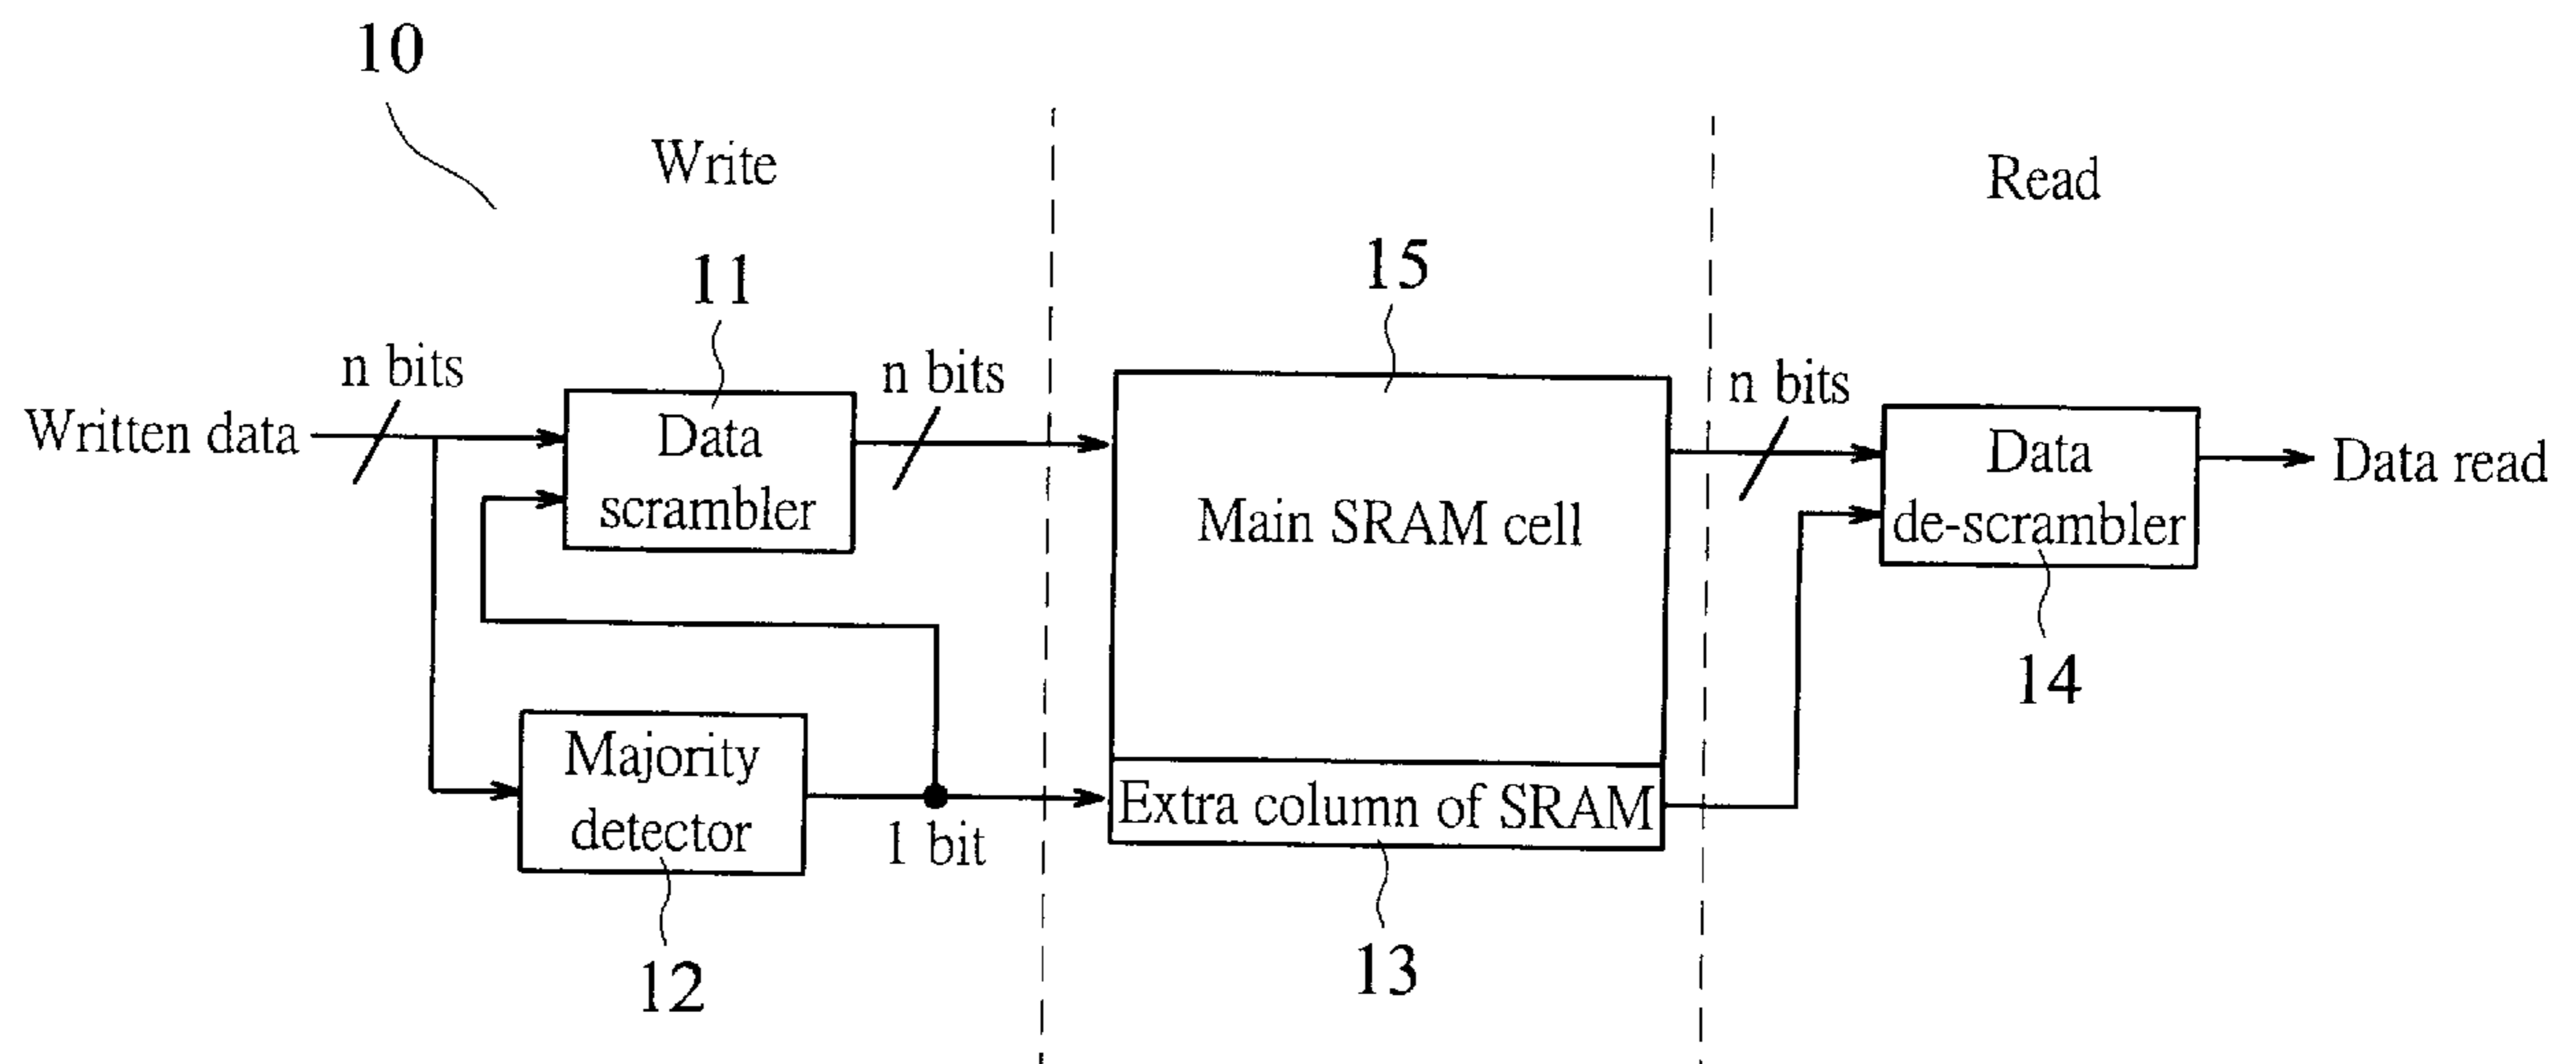 10
Write
Read
11
15
n bits
n bits
n bits
Written data
Data
scrambler
Main SRAM cell
Data
de-scrambler
Data read
14
Majority
detector
1 bit
Extra column of SRAM
12
13